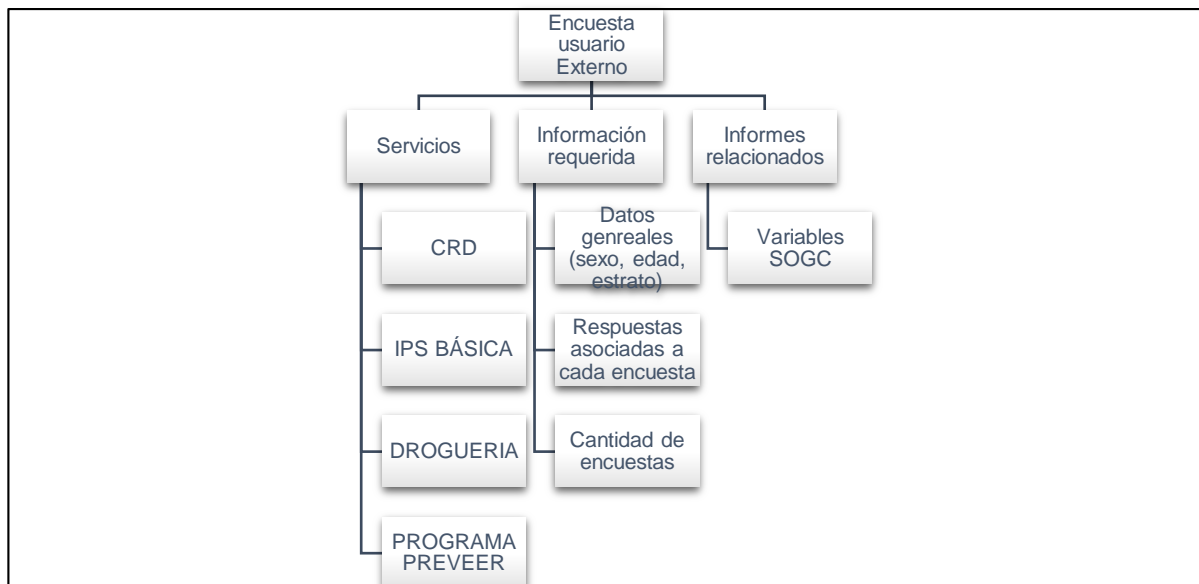 Encuesta
usuario
Externo
Servicios
CRD
IPS BÁSICA
DROGUERIA
PROGRAMA
PREVEER
Información
requerida
Datos
genreales
(sexo, edad,
estrato)
Respuestas
asociadas a
cada encuesta
Cantidad de
encuestas
Informes
relacionados
Variables
SOGC